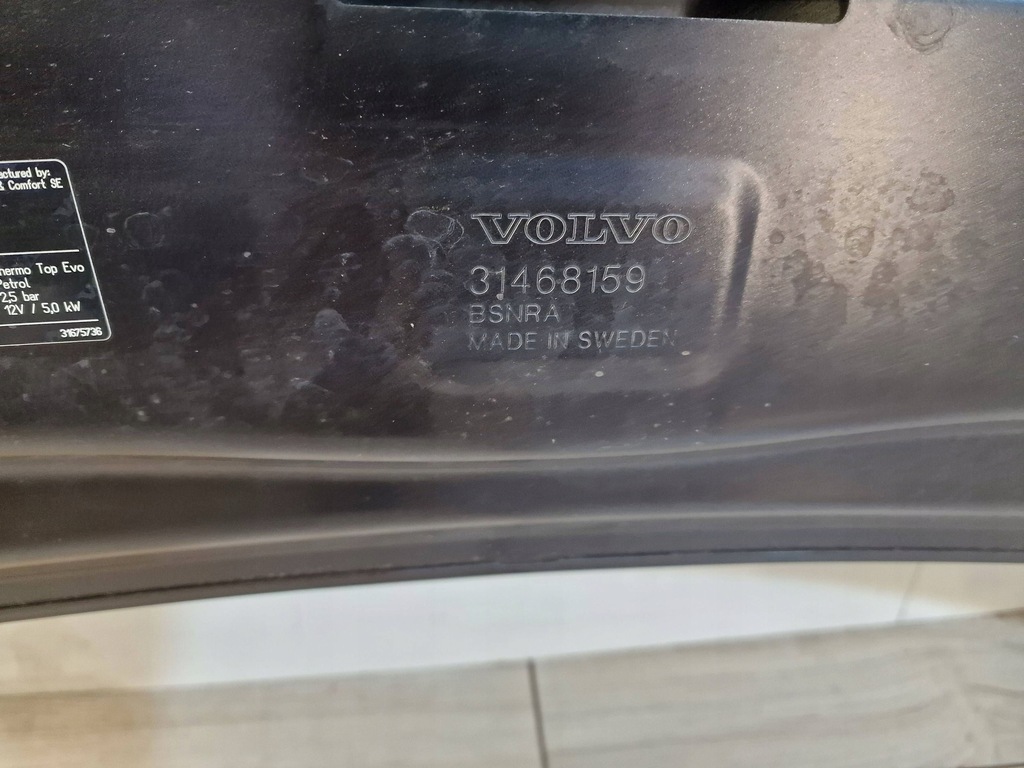 actured by:
& Comfort SE
hermo Top Evo
Petrol
2,5 bar
12V / 5,0 kW
31675736
VOLVO
31468159
BSNRA
MADE IN SWEDEN